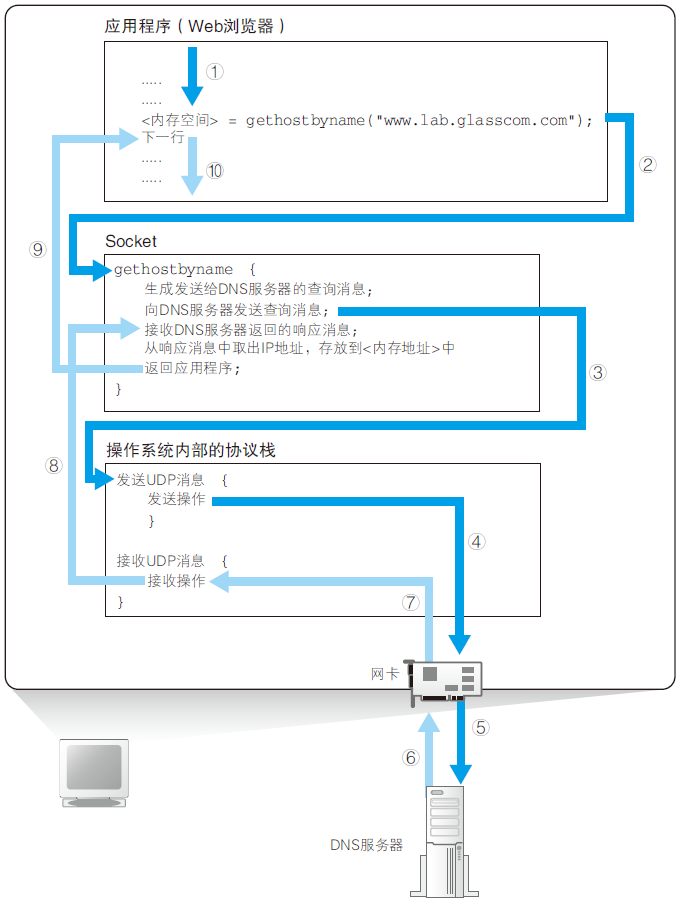 应用程序（Web浏览器）
①
.....
.....
<内存空间> = gethostbyname("www.lab.glasscom.com");
下一行
②
.....
⑩
.....
⑨
Socket
gethostbyname {
生成发送给DNS服务器的查询消息;
向DNS服务器发送查询消息;
接收DNS服务器返回的响应消息;
从响应消息中取出IP地址，存放到<内存地址>中
返回应用程序;
③
}
操作系统内部的协议栈
⑧
发送UDP消息 {
发送操作
}
④
接收UDP消息 {
接收操作
}
⑦
网卡
⑤
⑥
DNS服务器